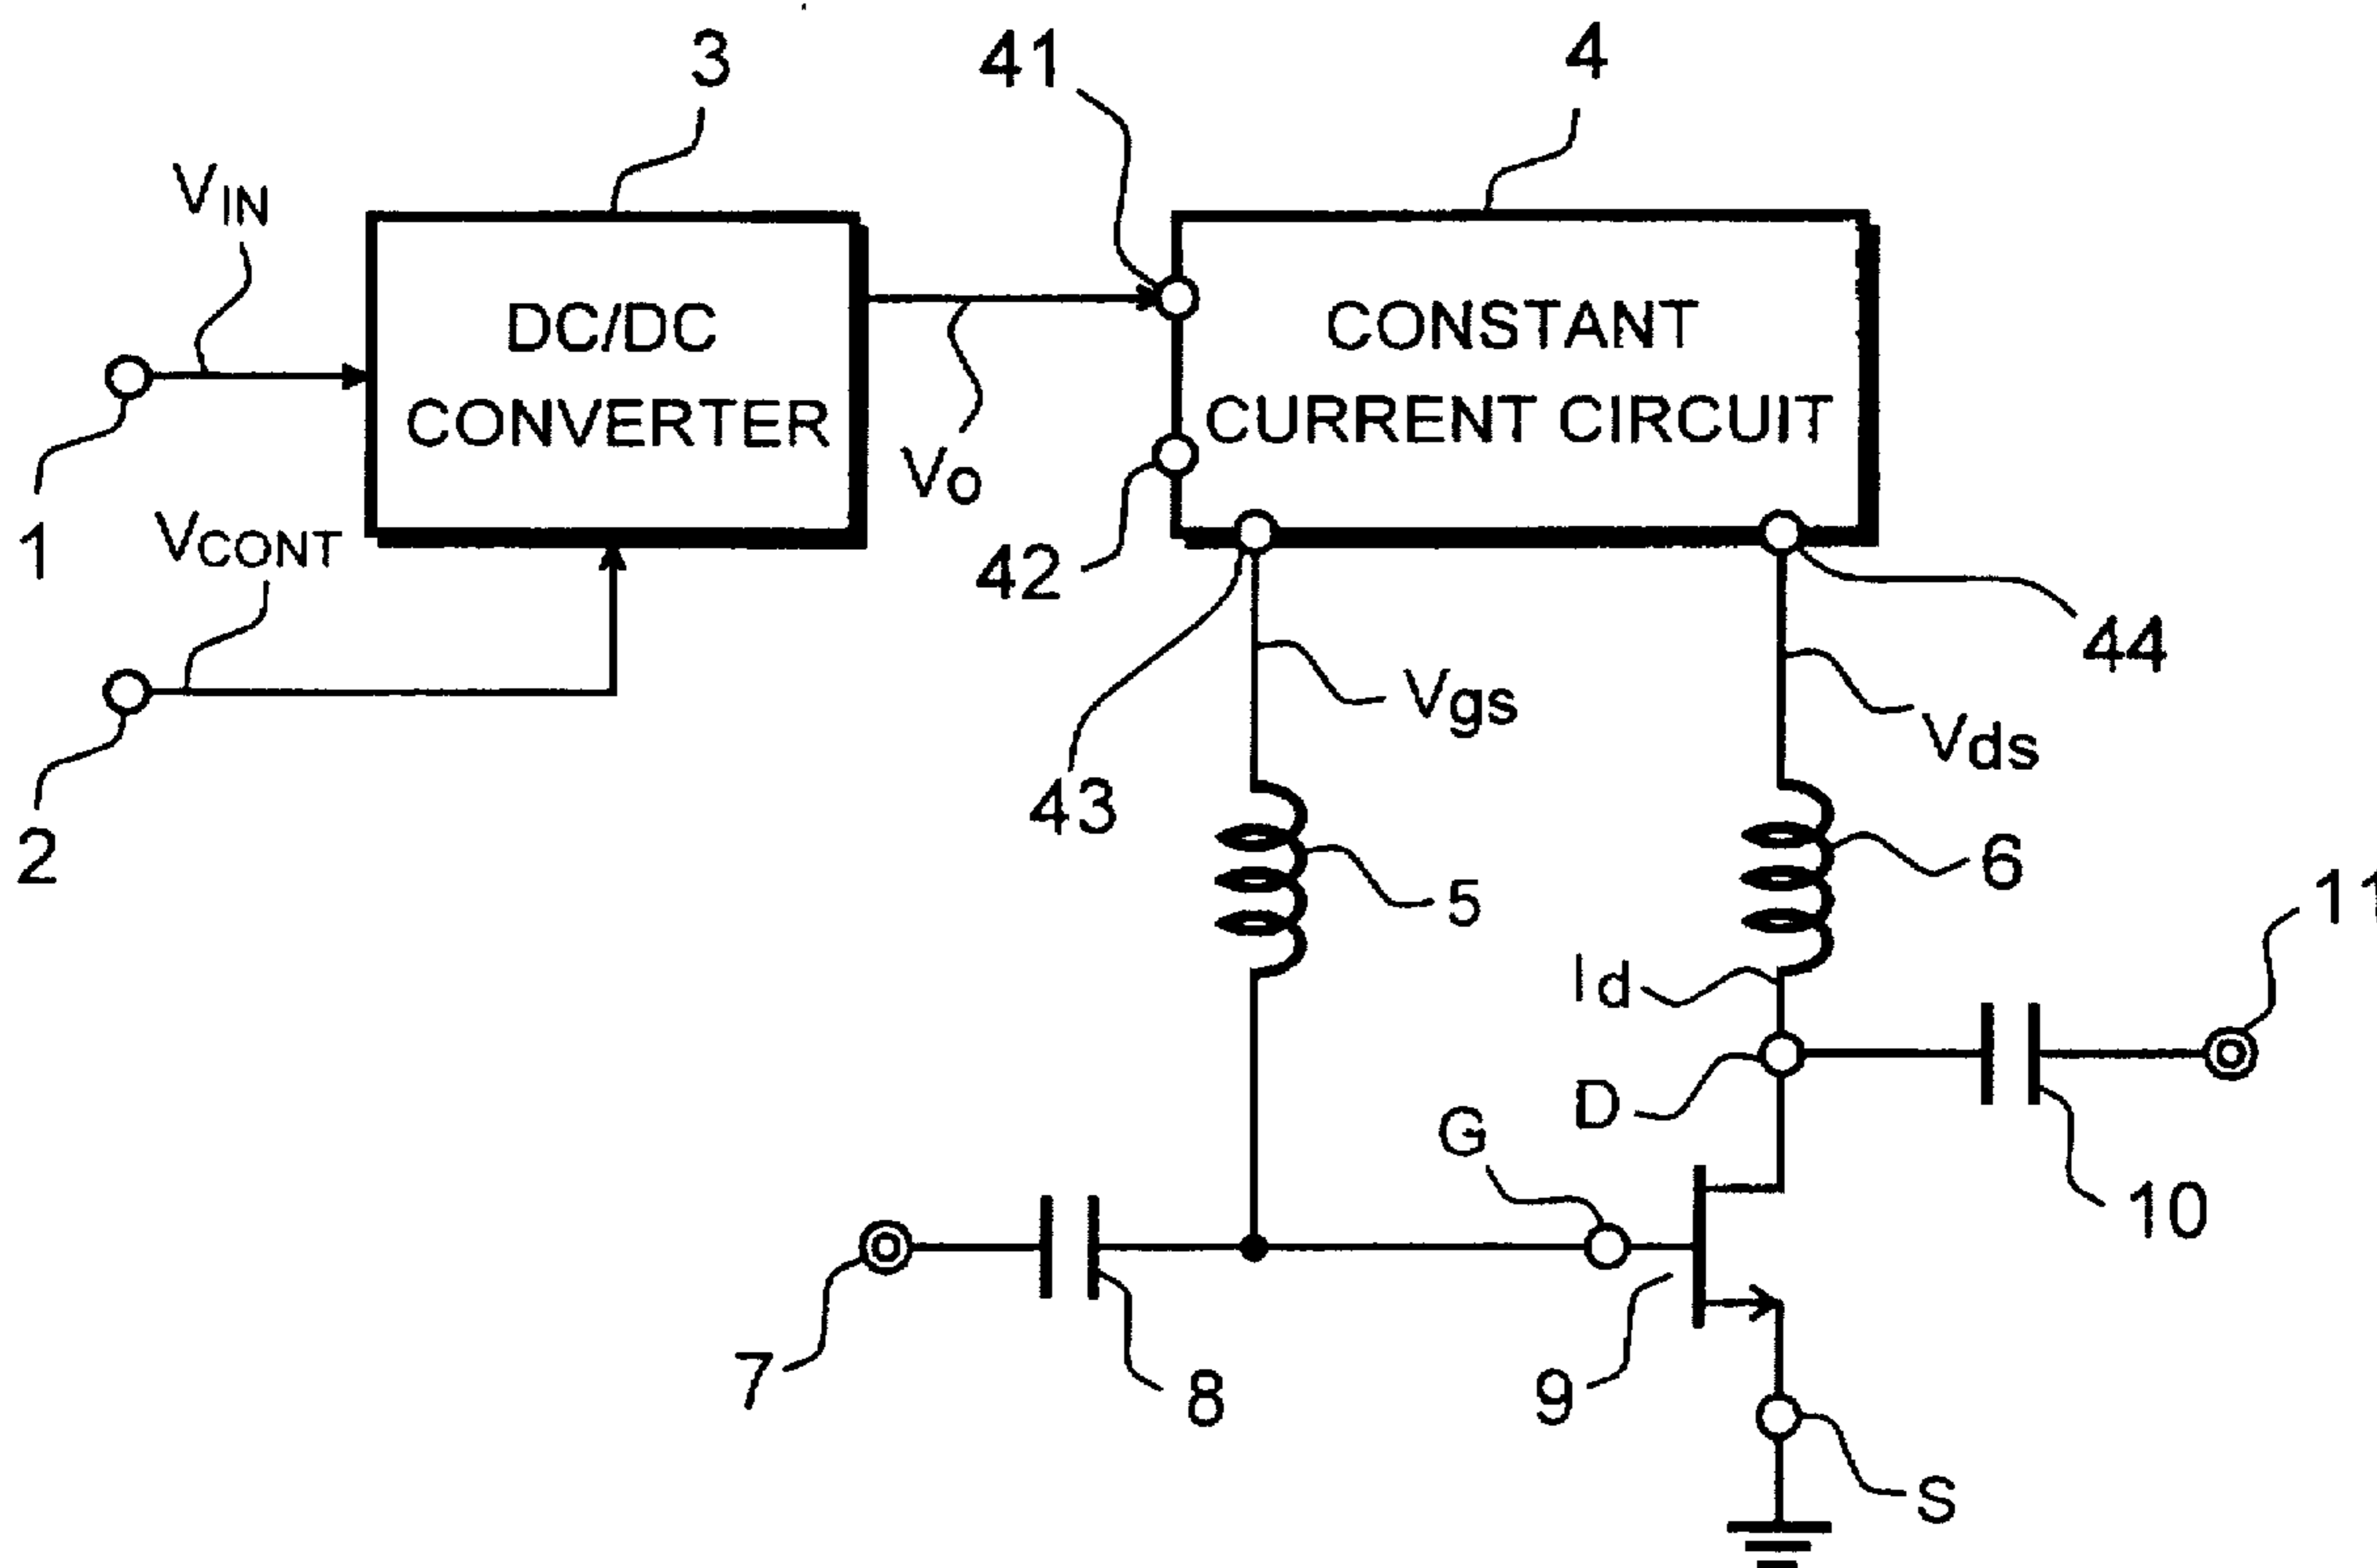 3
41
4
VIN
DC/DC
CONVERTER
CONSTANT
CURRENT CIRCUIT
Vo
1
VCONT
42
44
Vgs
Vds
43
2
5
6
11
Id
D
G
10
7
8
9
S